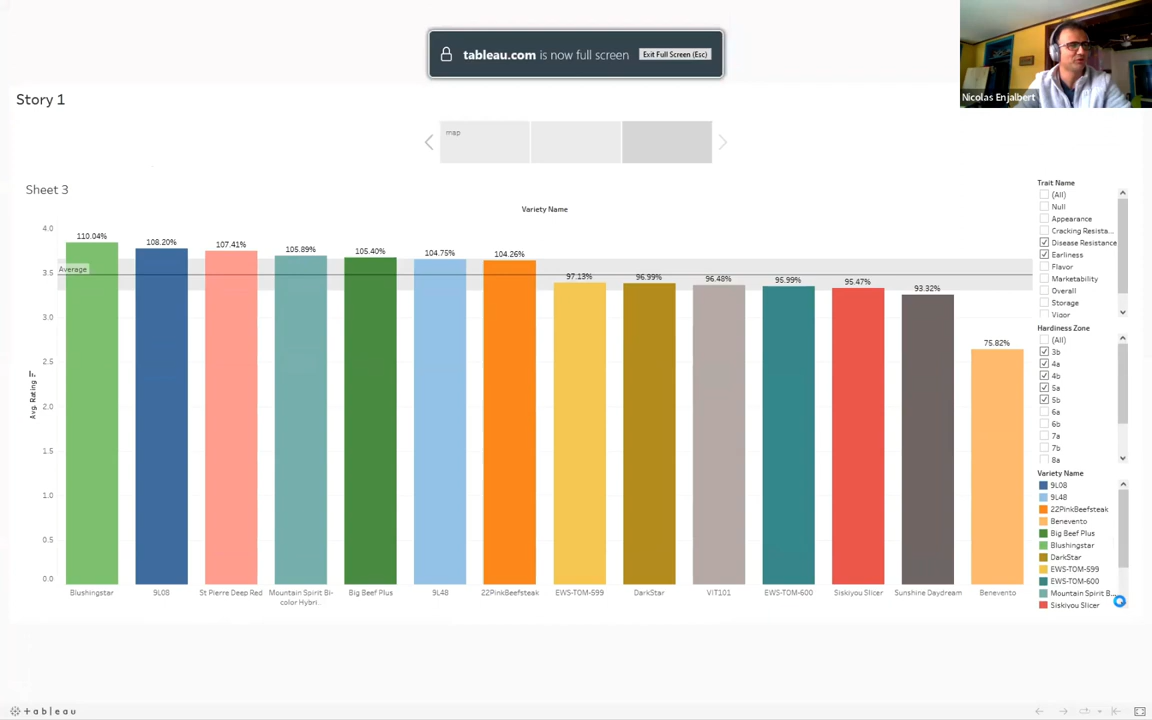 tableau.com is now full screen
Exit Full Screen (Esc)
Nicolas Enjalbert
Story 1
map
Sheet 3
Variety Name
4.0
3.5
3.0
2.5
2.0
1.5
1.0
0.5
0.0
Avg. Rating
Average
110.04%
108.20%
107.41%
105.89%
105.40%
104.75%
104.26%
97.13%
96.99%
96.48%
95.99%
95.47%
93.32%
75.82%
Blushingstar
9L08
St Pierre Deep Red
Mountain Spirit Bi-
color Hybri..
Big Beef Plus
9L48
22PinkBeefsteak
EWS-TOM-599
DarkStar
VIT101
EWS-TOM-600
Siskiyou Slicer
Sunshine Daydream
Benevento
Trait Name
(All)
Null
Appearance
Cracking Resista...
Disease Resistance
Earliness
Flavor
Marketability
Overall
Storage
Vigor
Hardiness Zone
(All)
3b
4a
4b
5a
5b
6a
6b
7a
7b
8a
Variety Name
9L08
9L48
22PinkBeefsteak
Benevento
Big Beef Plus
Blushingstar
DarkStar
EWS-TOM-599
EWS-TOM-600
Mountain Spirit B...
Siskiyou Slicer
+ a b | e a u